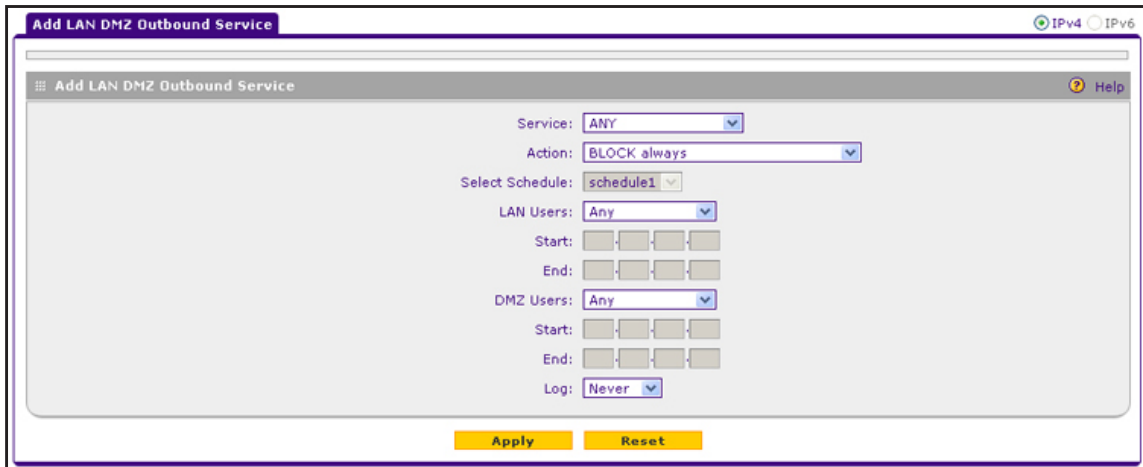 Add LAN DMZ Outbound Service
IPv4 IPv6
Add LAN DMZ Outbound Service
Help
Service: ANY
Action: BLOCK always
Select Schedule: schedule1
LAN Users: Any
Start:
End:
DMZ Users: Any
Start:
End:
Log: Never
Apply Reset